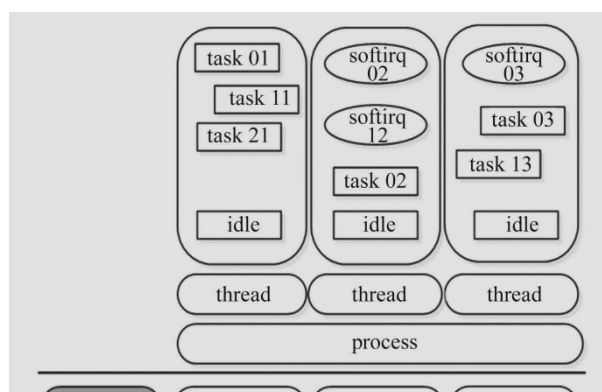 task 01
task 11
task 21
idle
softirq
02
softirq
12
task 02
idle
softirq
03
task 03
task 13
idle
thread
thread
thread
process